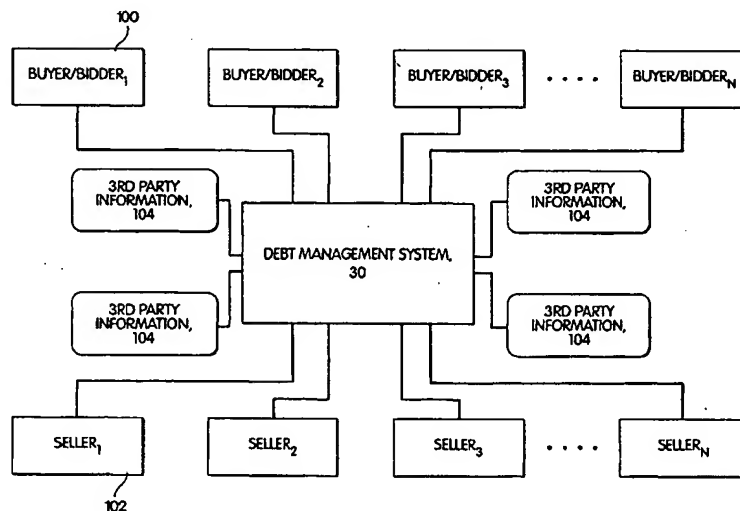 100
BUYER/BIDDER1 BUYER/BIDDER2 BUYER/BIDDER3 . . . . BUYER/BIDDERN
3RD PARTY
INFORMATION,
104
3RD PARTY
INFORMATION,
104
DEBT MANAGEMENT SYSTEM,
30
3RD PARTY
INFORMATION,
104
3RD PARTY
INFORMATION,
104
SELLER1 SELLER2 SELLER3 . . . . SELLERN
102